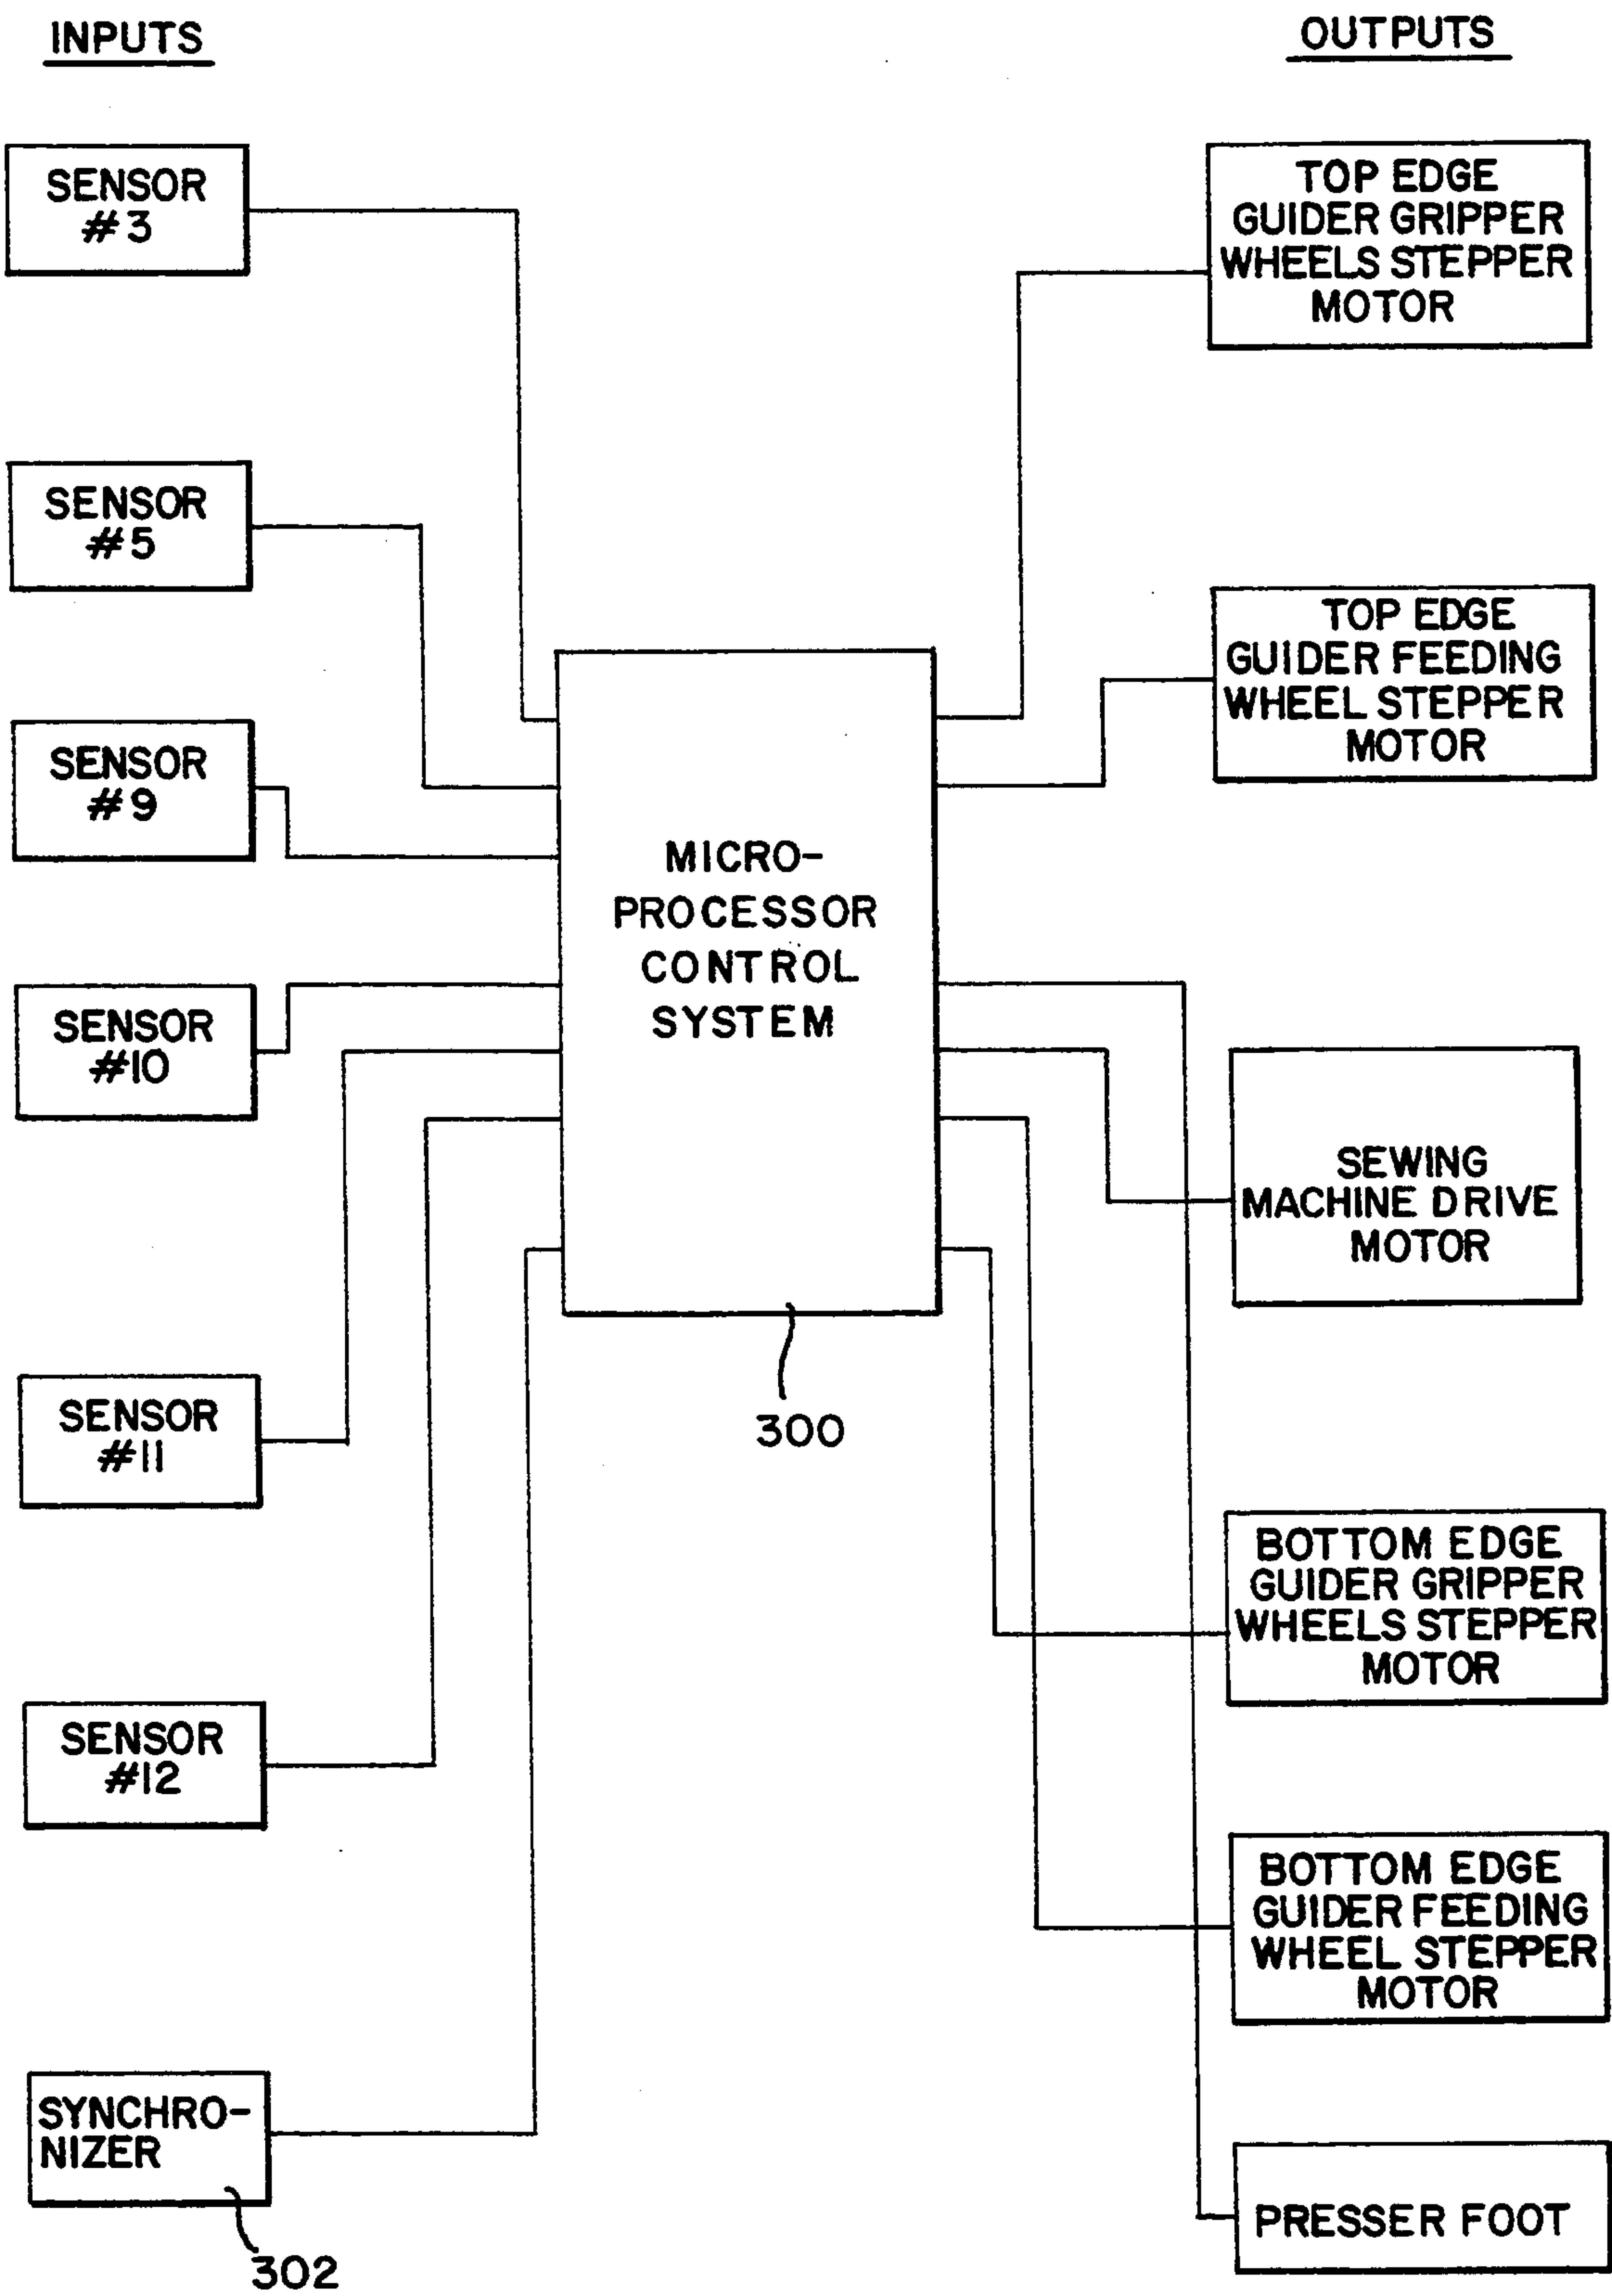 INPUTS
OUTPUTS
SENSOR
#3
SENSOR
#5
SENSOR
#9
SENSOR
#10
SENSOR
#11
SENSOR
#12
SYNCHRO-
NIZER
302
MICRO-
PROCESSOR
CONTROL
SYSTEM
300
TOP EDGE
GUIDER GRIPPER
WHEELS STEPPER
MOTOR
TOP EDGE
GUIDER FEEDING
WHEEL STEPPER
MOTOR
SEWING
MACHINE DRIVE
MOTOR
BOTTOM EDGE
GUIDER GRIPPER
WHEELS STEPPER
MOTOR
BOTTOM EDGE
GUIDER FEEDING
WHEEL STEPPER
MOTOR
PRESSER FOOT